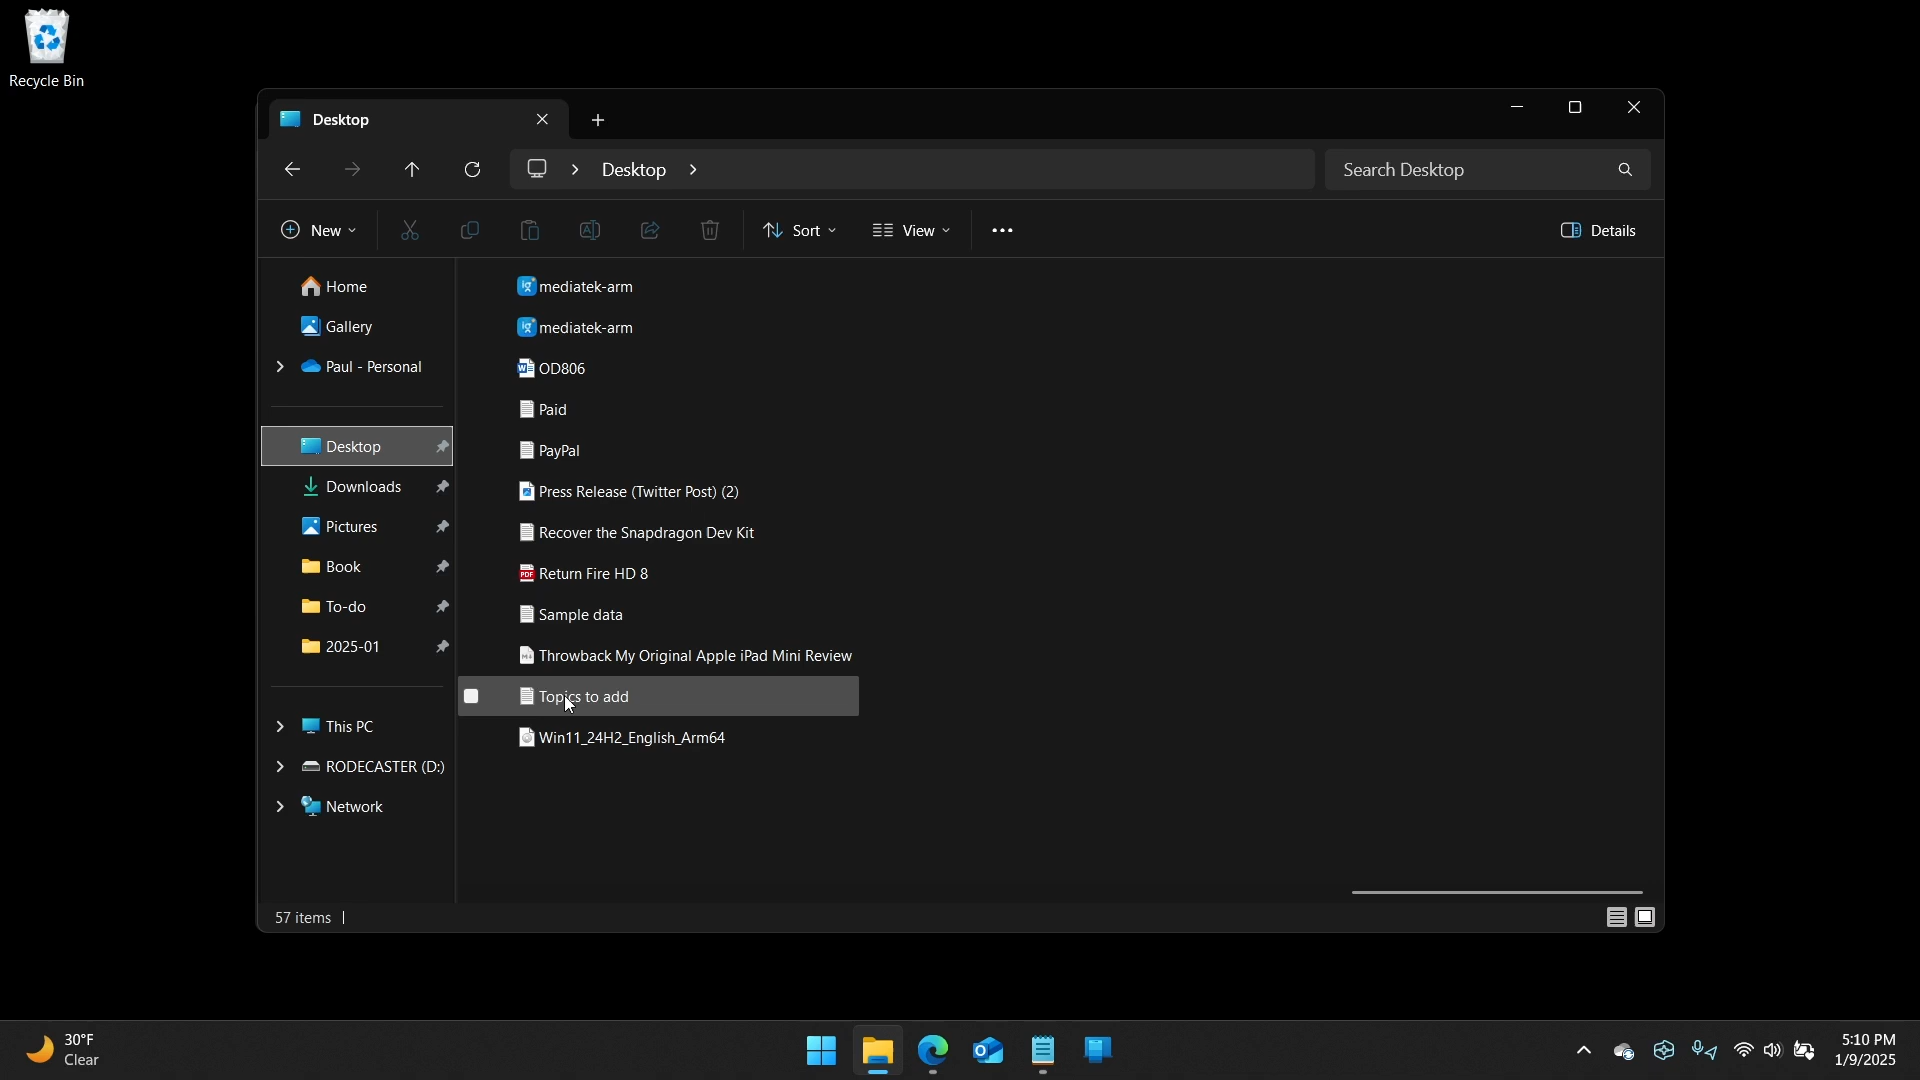 Recycle Bin
Desktop
Desktop
Search Desktop
New
Sort
View
Details
Home
Gallery
Paul - Personal
Desktop
Downloads
Pictures
Book
To-do
2025-01
This PC
RODECASTER (D:)
Network
mediatek-arm
mediatek-arm
OD806
Paid
PayPal
Press Release (Twitter Post) (2)
Recover the Snapdragon Dev Kit
Return Fire HD 8
Sample data
Throwback My Original Apple iPad Mini Review
Topics to add
Win11_24H2_English_Arm64
57 items
30°F
Clear
5:10 PM
1/9/2025